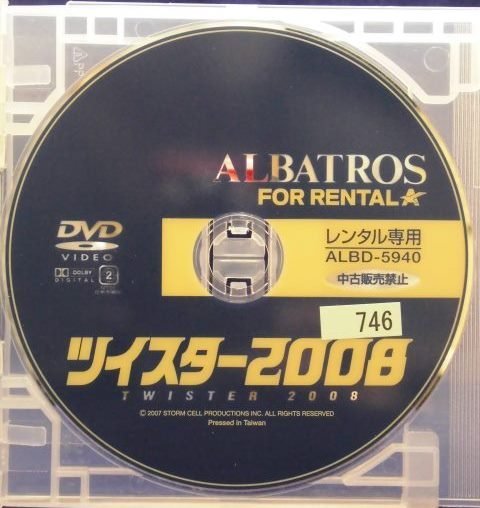 ALBATROS
FOR RENTAL
DVD
VIDEO
DOLBY
DIGITAL
2
レンタル専用
ALBD-5940
中古販売禁止
746
ツイスター2008
TWISTER 2008
© 2007 STORM CELL PRODUCTIONS INC. ALL RIGHTS RESERVED
Pressed in Taiwan